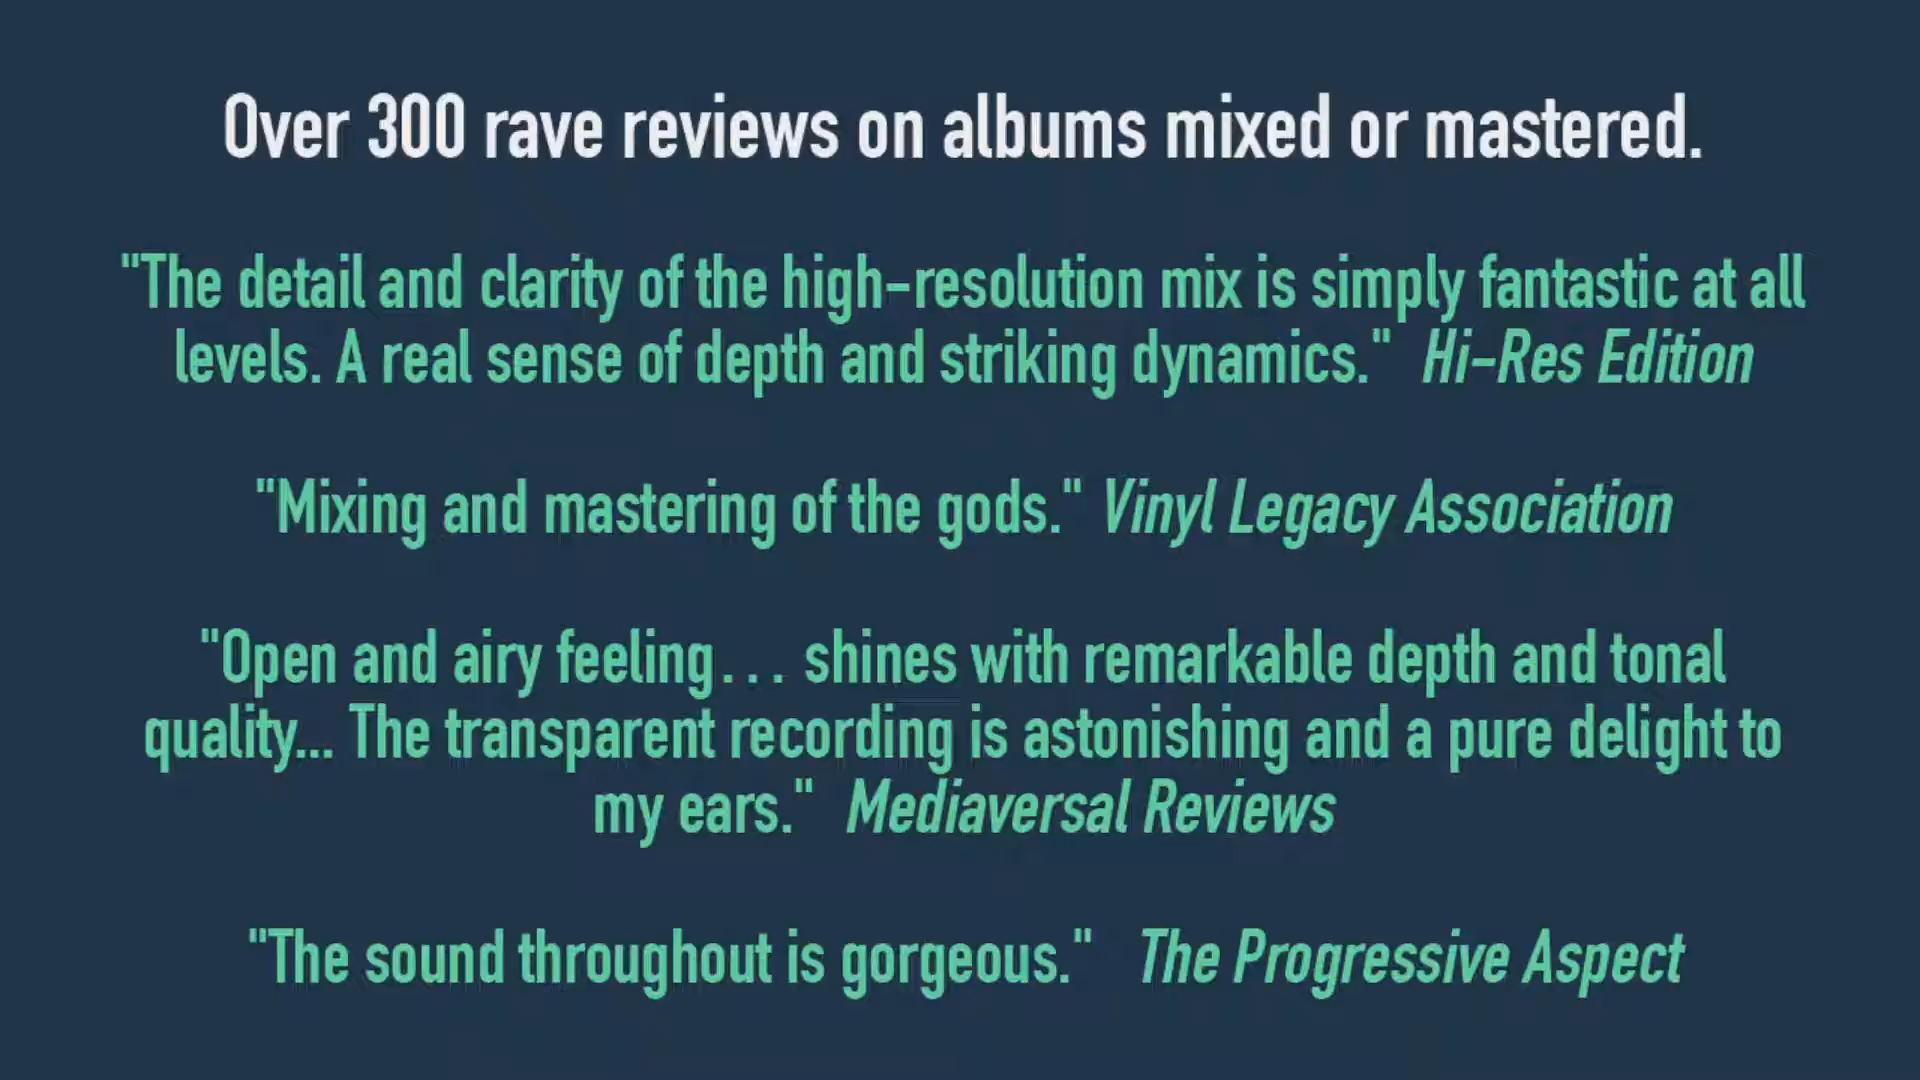 Over 300 rave reviews on albums mixed or mastered.
"The detail and clarity of the high-resolution mix is simply fantastic at all
levels. A real sense of depth and striking dynamics." Hi-Res Edition
"Mixing and mastering of the gods." Vinyl Legacy Association
"Open and airy feeling... shines with remarkable depth and tonal
quality... The transparent recording is astonishing and a pure delight to
my ears." Mediaversal Reviews
"The sound throughout is gorgeous." The Progressive Aspect